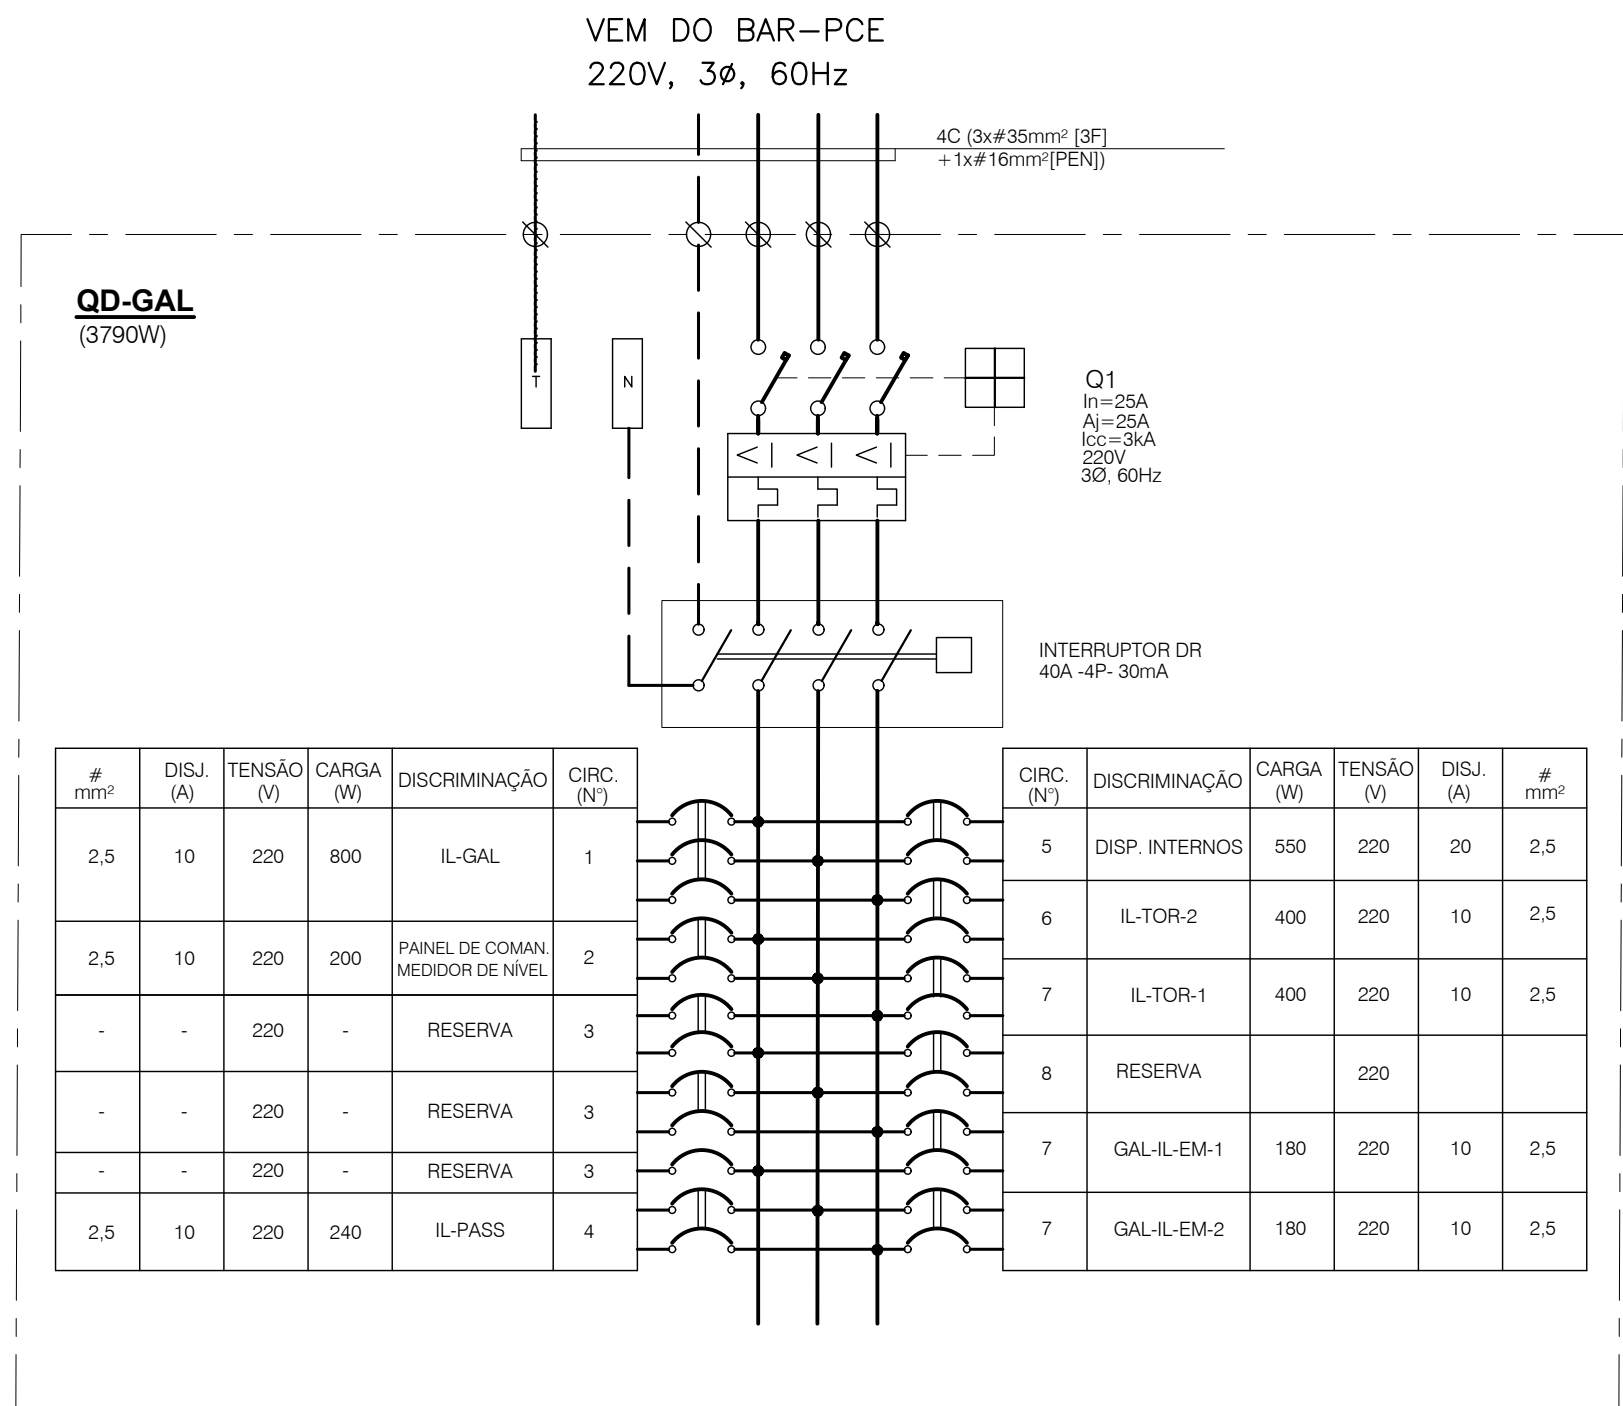 VEM DO BAR-PCE
220V, 3ø, 60Hz
4C (3x#35mm² [3F]
+1x#16mm²[PEN])
QD-GAL
(3790W)
T
N
Q1
In=25A
Aj=25A
Icc=3kA
220V
3Ø, 60Hz
INTERRUPTOR DR
40A -4P- 30mA
# mm² DISJ. (A) TENSÃO (V) CARGA (W) DISCRIMINAÇÃO CIRC. (N°)
2,5 10 220 800 IL-GAL 1
2,5 10 220 200 PAINEL DE COMAN. MEDIDOR DE NÍVEL 2
- - 220 - RESERVA 3
- - 220 - RESERVA 3
- - 220 - RESERVA 3
2,5 10 220 240 IL-PASS 4
CIRC. (N°) DISCRIMINAÇÃO CARGA (W) TENSÃO (V) DISJ. (A) # mm²
5 DISP. INTERNOS 550 220 20 2,5
6 IL-TOR-2 400 220 10 2,5
7 IL-TOR-1 400 220 10 2,5
8 RESERVA 220
7 GAL-IL-EM-1 180 220 10 2,5
7 GAL-IL-EM-2 180 220 10 2,5